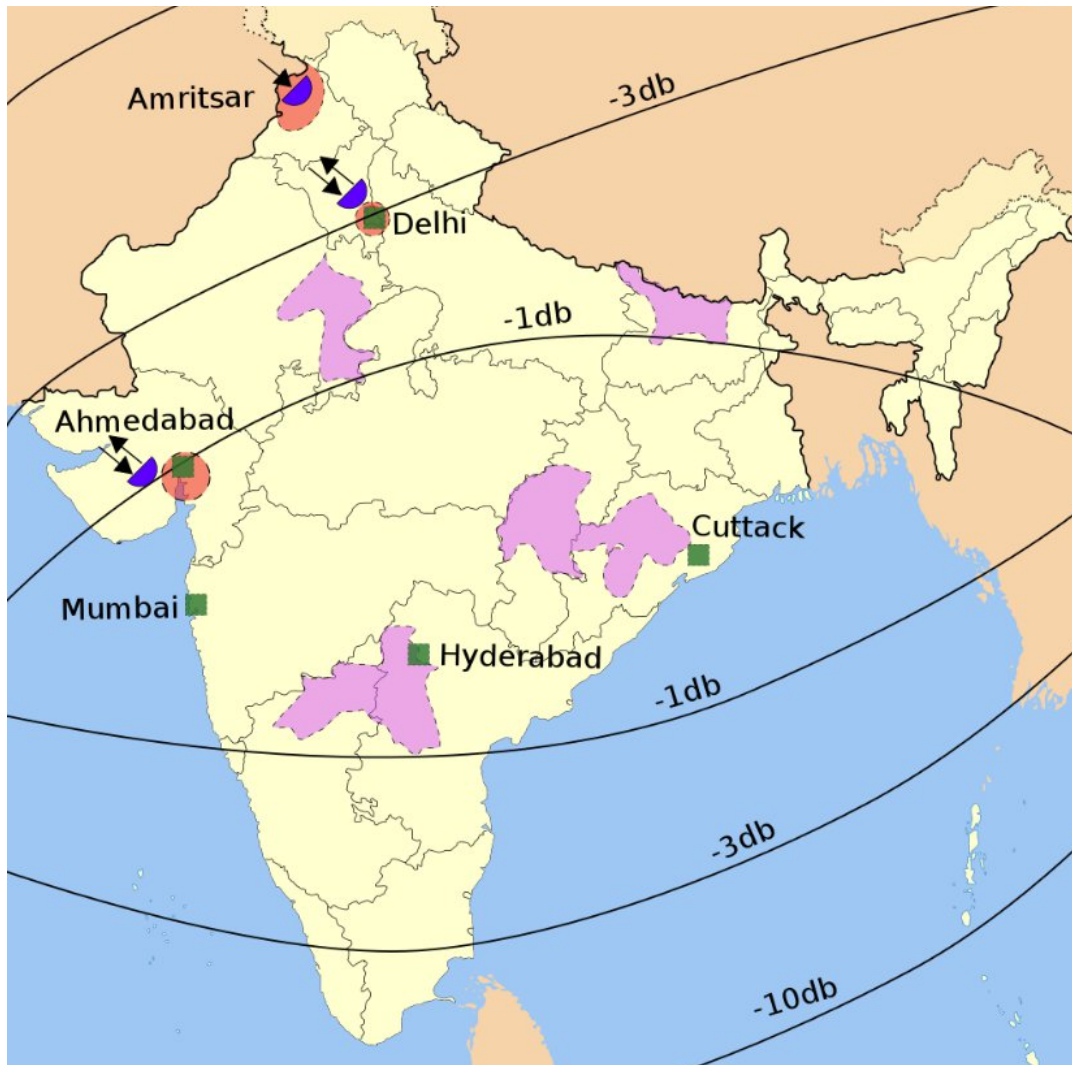 -3db
Amritsar
Delhi
-1db
Ahmedabad
Cuttack
Mumbai
Hyderabad
-1db
-3db
-10db